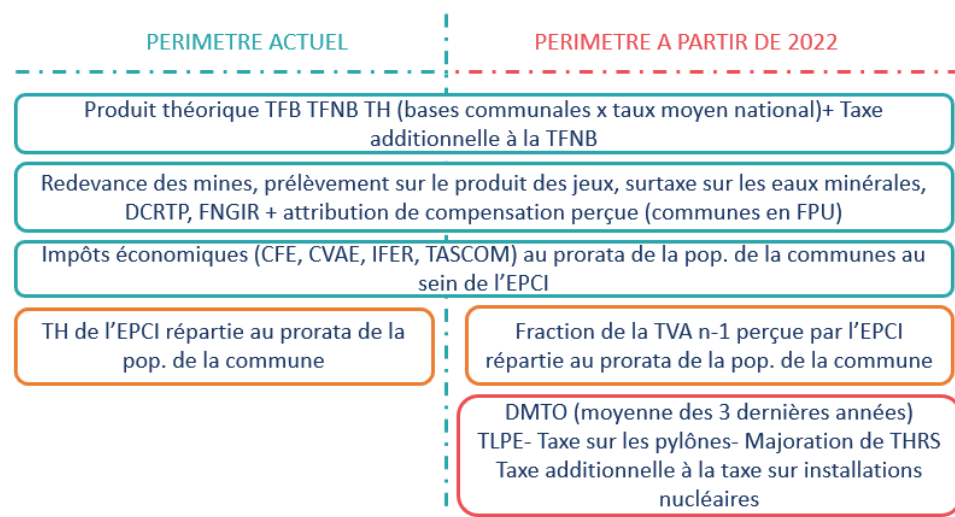 PERIMETRE ACTUEL
PERIMETRE A PARTIR DE 2022
Produit théorique TFB TFNB TH (bases communales x taux moyen national)+ Taxe
additionnelle à la TFNB
Redevance des mines, prélèvement sur le produit des jeux, surtaxe sur les eaux minérales,
DCRTP, FNGIR + attribution de compensation perçue (communes en FPU)
Impôts économiques (CFE, CVAE, IFER, TASCOM) au prorata de la pop. de la communes au
sein de l’EPCI
TH de l’EPCI répartie au prorata de la
pop. de la commune
Fraction de la TVA n-1 perçue par l’EPCI
répartie au prorata de la pop. de la commune
DMTO (moyenne des 3 dernières années)
TLPE- Taxe sur les pylônes- Majoration de THRS
Taxe additionnelle à la taxe sur installations
nucléaires